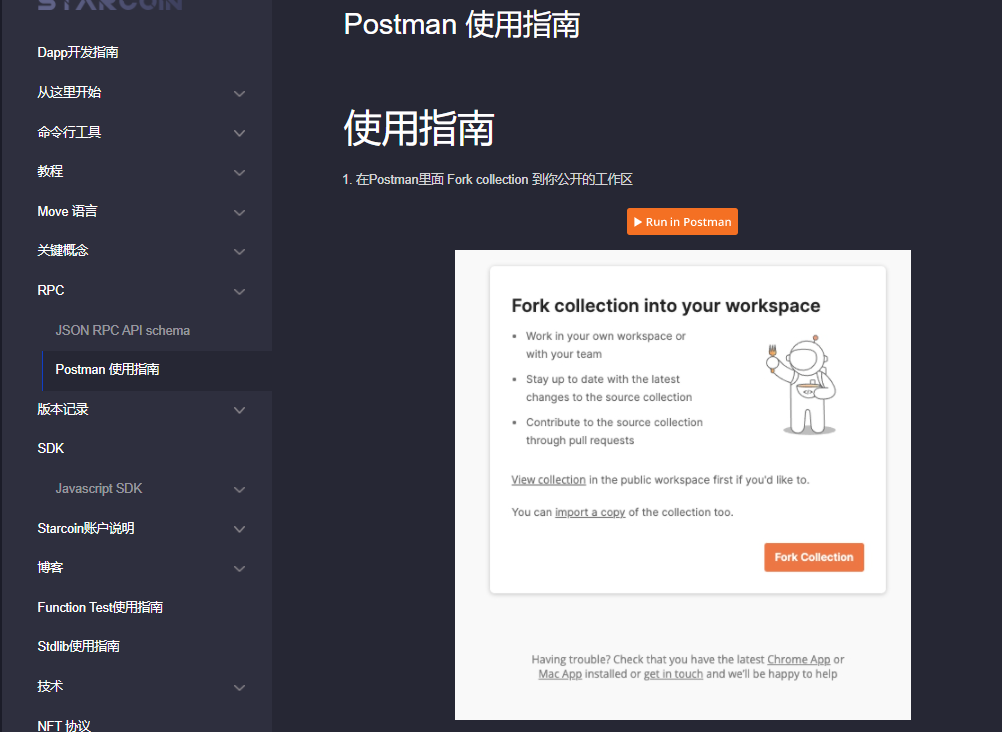 STARCOIN
Dapp开发指南
从这里开始
命令行工具
教程
Move 语言
关键概念
RPC
JSON RPC API schema
Postman 使用指南
版本记录
SDK
Javascript SDK
Starcoin账户说明
博客
Function Test使用指南
Stdlib使用指南
技术
NFT 协议
Postman 使用指南
使用指南
1. 在Postman里面 Fork collection 到你公开的工作区
Run in Postman
Fork collection into your workspace
• Work in your own workspace or
with your team
• Stay up to date with the latest
changes to the source collection
• Contribute to the source collection
through pull requests
View collection in the public workspace first if you'd like to.
You can import a copy of the collection too.
Fork Collection
Having trouble? Check that you have the latest Chrome App or
Mac App installed or get in touch and we'll be happy to help